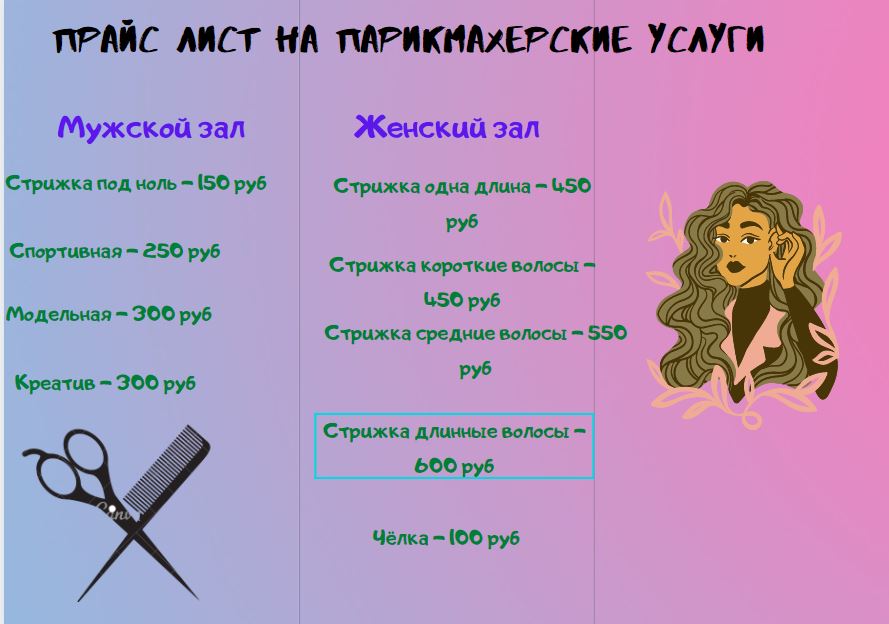 ПРАЙС ЛИСТ НА ПАРИКМАХЕРСКИЕ УСЛУГИ
Мужской зал
Стрижка под ноль – 150 руб
Спортивная – 250 руб
Модельная – 300 руб
Креатив – 300 руб
Canva
Женский зал
Стрижка одна длина – 450
руб
Стрижка короткие волосы –
450 руб
Стрижка средние волосы – 550
руб
Стрижка длинные волосы –
600 руб
Чёлка – 100 руб